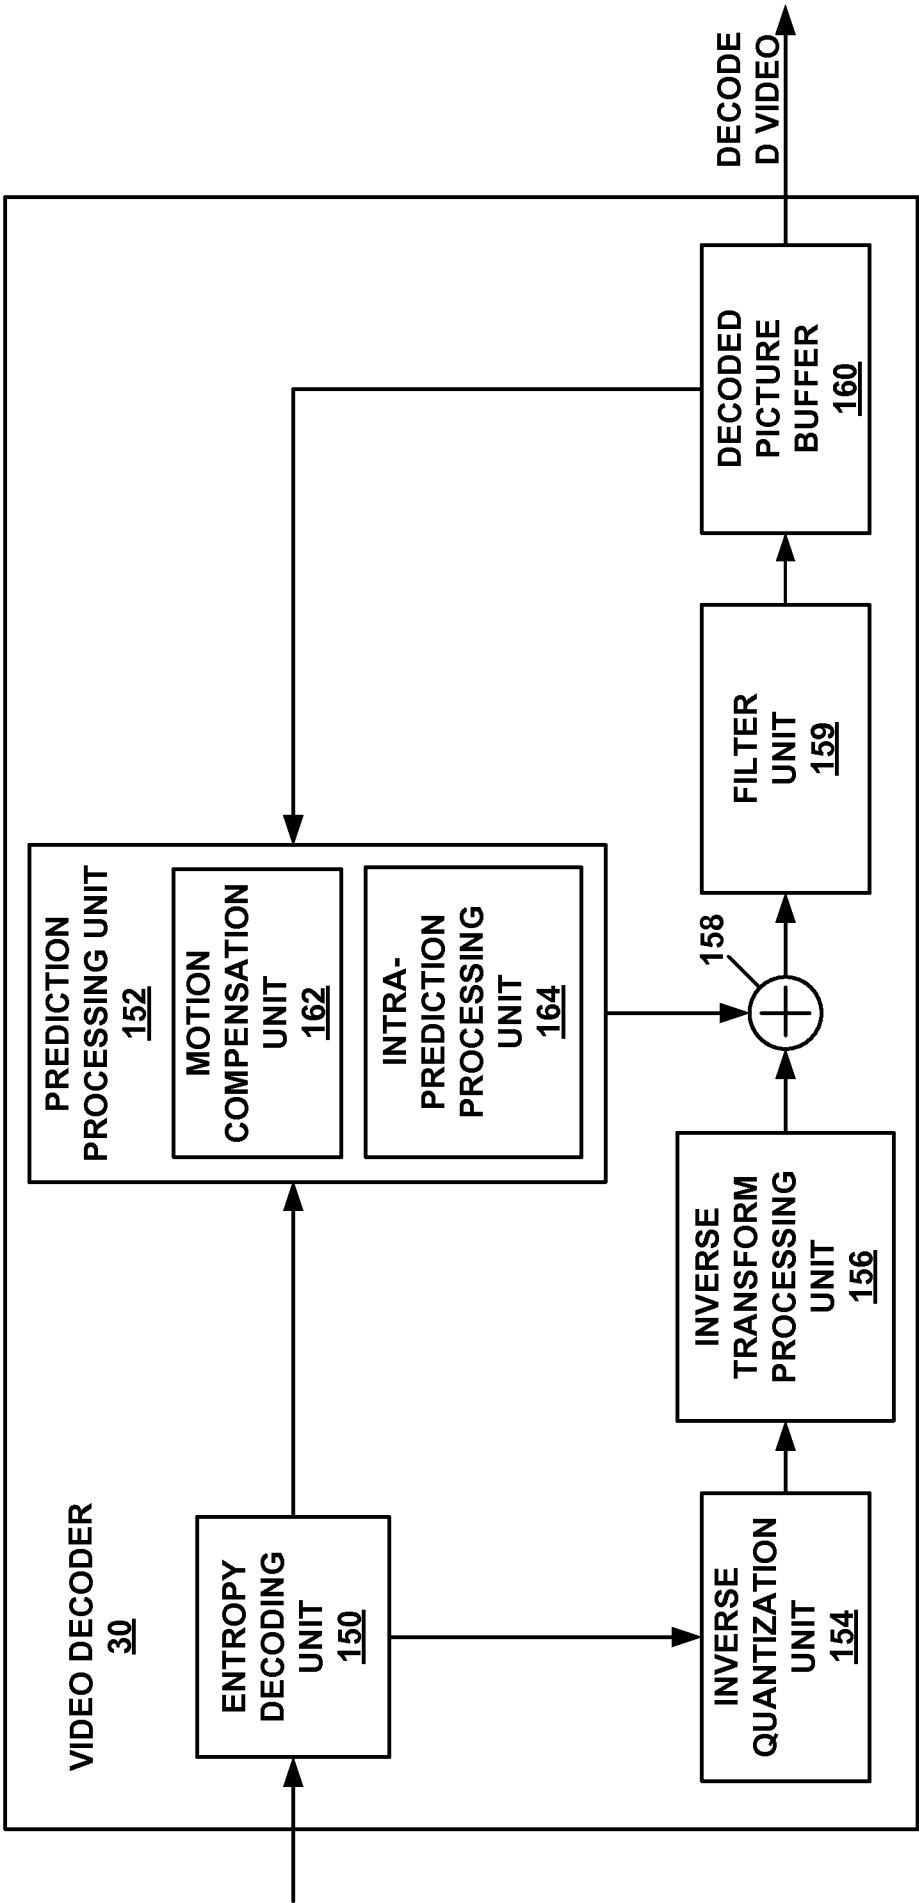 VIDEO DECODER
30
ENTROPY
DECODING
UNIT
150
PREDICTION
PROCESSING UNIT
152
MOTION
COMPENSATION
UNIT
162
INTRA-
PREDICTION
PROCESSING
UNIT
164
INVERSE
QUANTIZATION
UNIT
154
INVERSE
TRANSFORM
PROCESSING
UNIT
156
158
FILTER
UNIT
159
DECODED
PICTURE
BUFFER
160
DECODE
D VIDEO